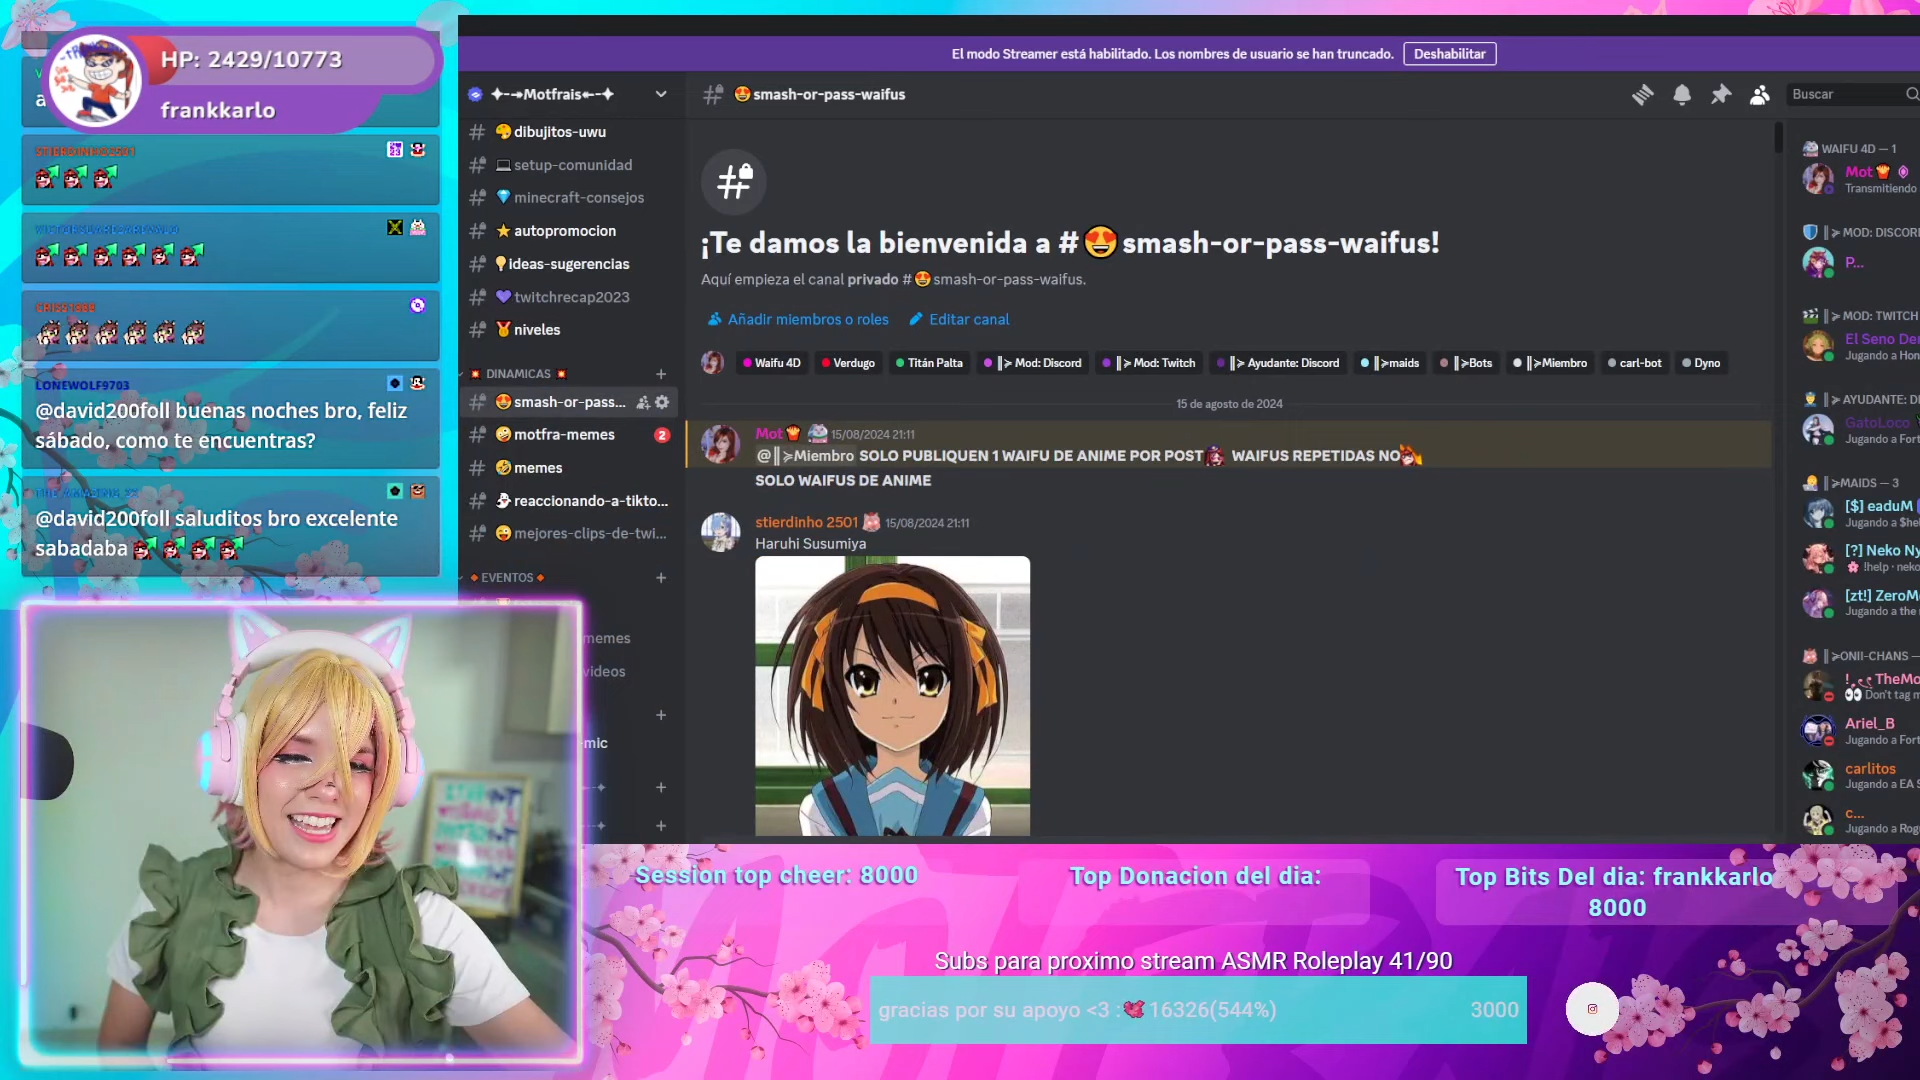 HP: 2429/10773
frankkarlo
STIERDINHO2501
LONEWOLF9703
@david200foll buenas noches bro, feliz
sábado, como te encuentras?
@david200foll saluditos bro excelente
sabadaba
El modo Streamer está habilitado. Los nombres de usuario se han truncado.
Deshabilitar
Motfrais
dibujitos-uwu
setup-comunidad
minecraft-consejos
autopromocion
ideas-sugerencias
twitchrecap2023
niveles
DINAMICAS
smash-or-pass...
motfra-memes
2
memes
reaccionando-a-tikto...
mejores-clips-de-twi...
EVENTOS
memes
videos
-mic
# 😍smash-or-pass-waifus
Buscar
¡Te damos la bienvenida a #😍smash-or-pass-waifus!
Aquí empieza el canal privado #😍smash-or-pass-waifus.
Añadir miembros o roles
Editar canal
Waifu 4D
Verdugo
Titán Palta
║⋟ Mod: Discord
║⋟ Mod: Twitch
║⋟ Ayudante: Discord
║⋟maids
║⋟Bots
║⋟Miembro
carl-bot
Dyno
15 de agosto de 2024
Mot 15/08/2024 21:11
@║⋟Miembro SOLO PUBLIQUEN 1 WAIFU DE ANIME POR POST WAIFUS REPETIDAS NO
SOLO WAIFUS DE ANIME
stierdinho 2501 15/08/2024 21:11
Haruhi Susumiya
WAIFU 4D — 1
Mot
Transmitiendo
║⋟ MOD: DISCORD
P...
║⋟ MOD: TWITCH
El Seno De
Jugando a Hon
║⋟ AYUDANTE: DI
GatoLoco
Jugando a Fort
║⋟MAIDS — 3
[$] eaduM
Jugando a $he
[?] Neko Ny
!help · neko
[zt!] ZeroM
Jugando a the
║⋟ONII-CHANS —
TheMo
Don't tag m
Ariel_B
Jugando a Fort
carlitos
Jugando a EA S
c...
Jugando a Rog
Session top cheer: 8000
Top Donacion del dia:
Top Bits Del dia: frankkarlo
8000
Subs para proximo stream ASMR Roleplay 41/90
gracias por su apoyo <3 : 16326(544%)
3000